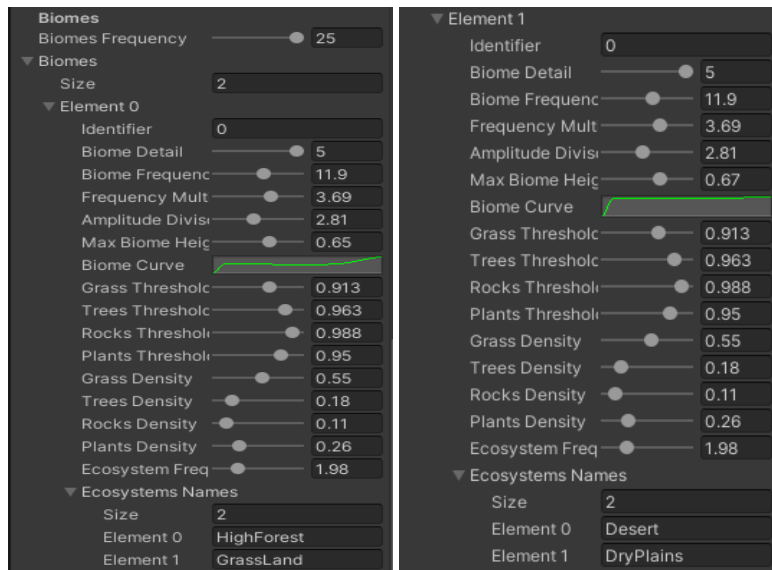 Biomes
Biomes Frequency 25
Biomes
Size 2
Element 0
Identifier 0
Biome Detail 5
Biome Frequenc 11.9
Frequency Mult 3.69
Amplitude Divis 2.81
Max Biome Heig 0.65
Biome Curve
Grass Threshold 0.913
Trees Threshold 0.963
Rocks Threshol 0.988
Plants Threshol 0.95
Grass Density 0.55
Trees Density 0.18
Rocks Density 0.11
Plants Density 0.26
Ecosystem Freq 1.98
Ecosystems Names
Size 2
Element 0 HighForest
Element 1 GrassLand
Element 1
Identifier 0
Biome Detail 5
Biome Frequenc 11.9
Frequency Mult 3.69
Amplitude Divis 2.81
Max Biome Heig 0.67
Biome Curve
Grass Threshold 0.913
Trees Threshold 0.963
Rocks Threshol 0.988
Plants Threshol 0.95
Grass Density 0.55
Trees Density 0.18
Rocks Density 0.11
Plants Density 0.26
Ecosystem Freq 1.98
Ecosystems Names
Size 2
Element 0 Desert
Element 1 DryPlains